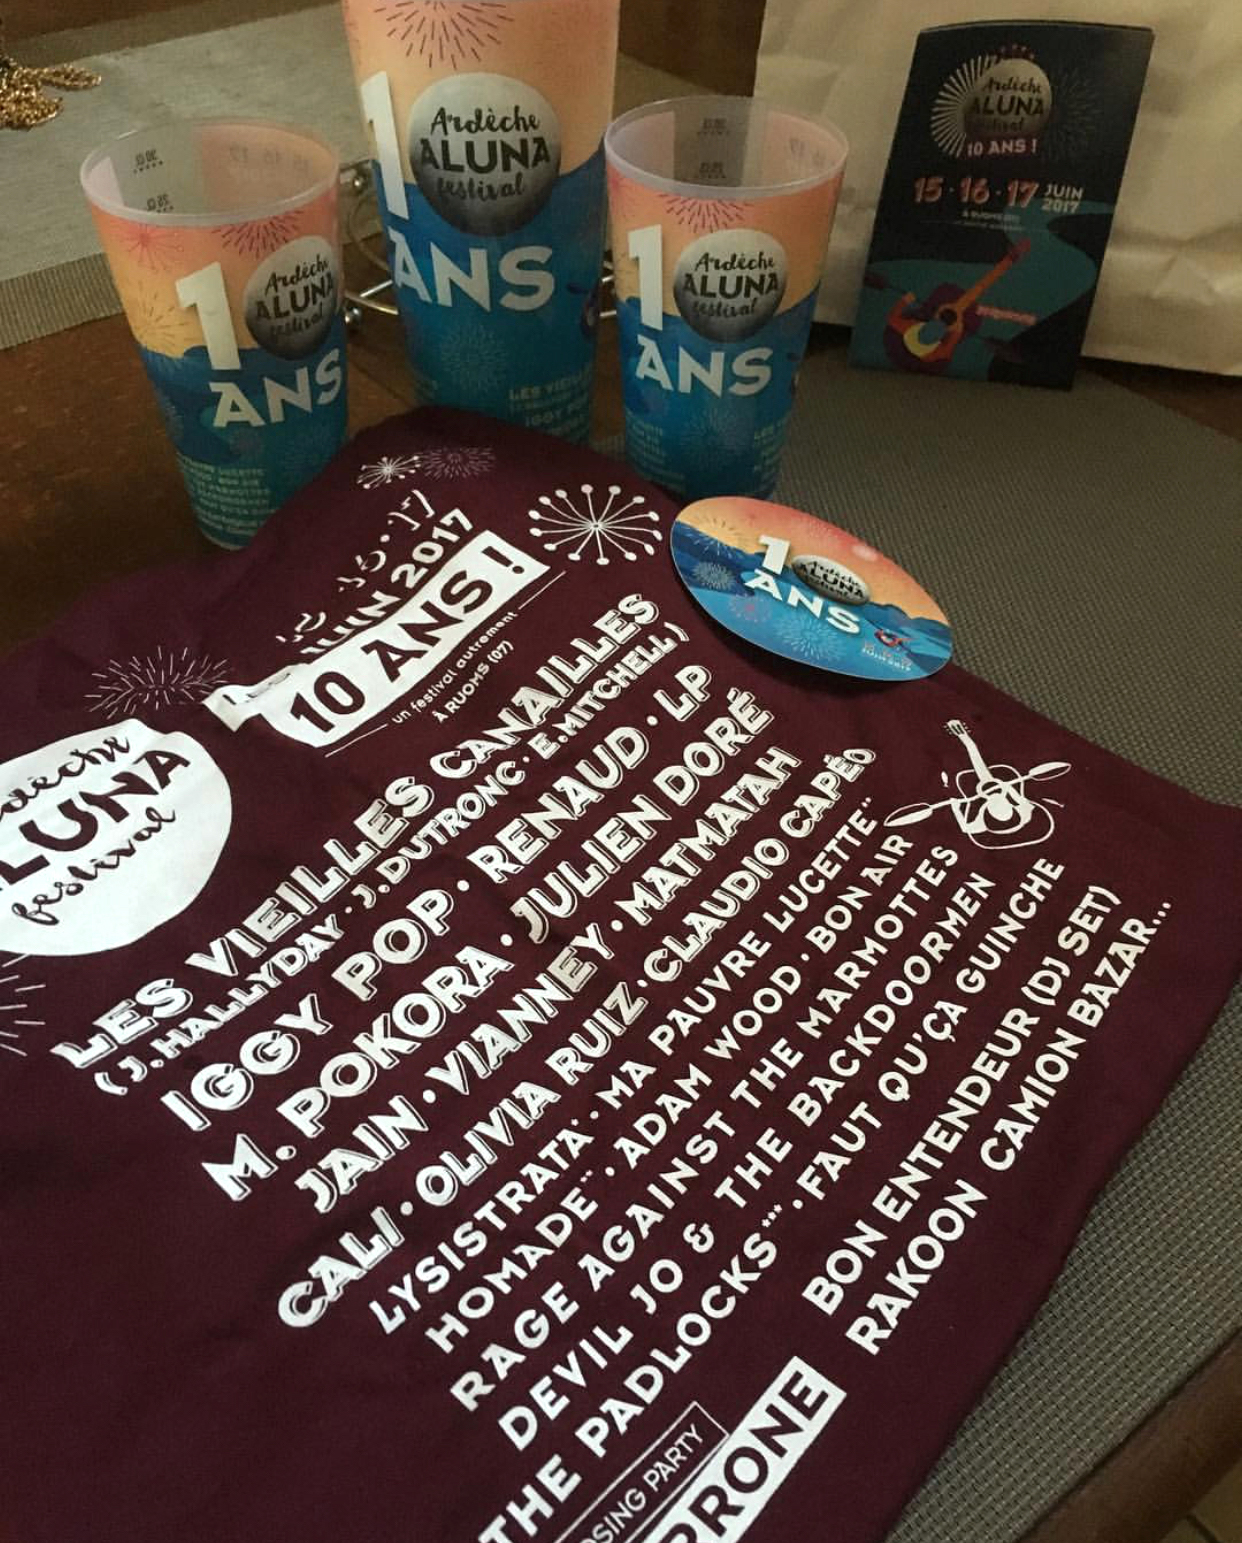 10
Ardèche
ALUNA
festival
ANS
10
Ardèche
ALUNA
festival
ANS
10
Ardèche
ALUNA
festival
ANS
Ardèche
ALUNA
festival
10 ANS !
15 · 16 · 17 JUIN
2017
10
ALUNA
ANS
16 · 17
JUIN 2017
10 ANS !
un festival autrement
À RUOMS (07)
ALUNA
festival
LES VIEILLES CANAILLES
(J. HALLYDAY · J. DUTRONC · E. MITCHELL)
IGGY POP · RENAUD · LP
M. POKORA · JULIEN DORÉ
JAIN · VIANNEY · MATMATAH
CALI · OLIVIA RUIZ · CLAUDIO CAPÉO
LYSISTRATA* · MA PAUVRE LUCETTE**
HOMADE** · ADAM WOOD · BON AIR
RAGE AGAINST THE MARMOTTES
DEVIL JO & THE BACKDOORMEN
THE PADLOCKS*** · FAUT QU'ÇA GUINCHE
BON ENTENDEUR (DJ SET)
RAKOON CAMION BAZAR...
PARTY